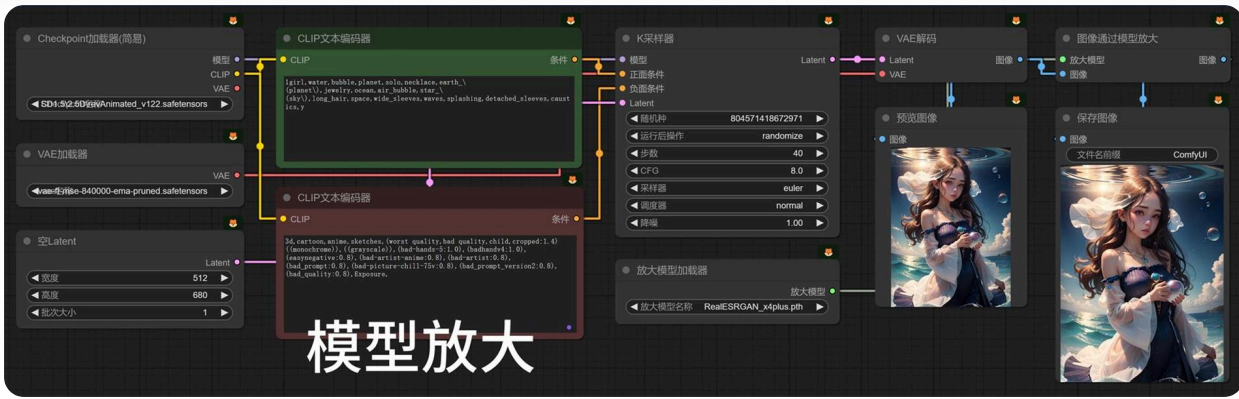 Checkpoint加载器(简易)
模型
CLIP
VAE
VAE加载器
VAE
空Latent
Latent
宽度 512
高度 680
批次大小 1
CLIP文本编码器
CLIP 条件
1girl,water,bubble,planet,solo,necklace,earth_\
(planet\),jewelry,ocean,air_bubble,star_\
(sky\),long_hair,space,wide_sleeves,waves,splashing,detached_sleeves,caust
ics,y
CLIP文本编码器
CLIP 条件
3d,cartoon,anime,sketches,(worst quality,bad quality,child,cropped:1.4)
((monochrome)),((grayscale)),(bad-hands-5:1.0),(badhandv4:1.0),
(easynegative:0.8),(bad-artist-anime:0.8),(bad-artist:0.8),
(bad_prompt:0.8),(bad-picture-chill-75v:0.8),(bad_prompt_version2:0.8),
(bad_quality:0.8),Exposure,
模型放大
K采样器
模型 Latent
正面条件
负面条件
Latent
随机种 804571418672971
运行后操作 randomize
步数 40
CFG 8.0
采样器 euler
调度器 normal
降噪 1.00
放大模型加载器
放大模型
放大模型名称 RealESRGAN_x4plus.pth
VAE解码
Latent 图像
VAE
预览图像
图像
图像通过模型放大
放大模型 图像
图像
保存图像
图像
文件名前缀 ComfyUI